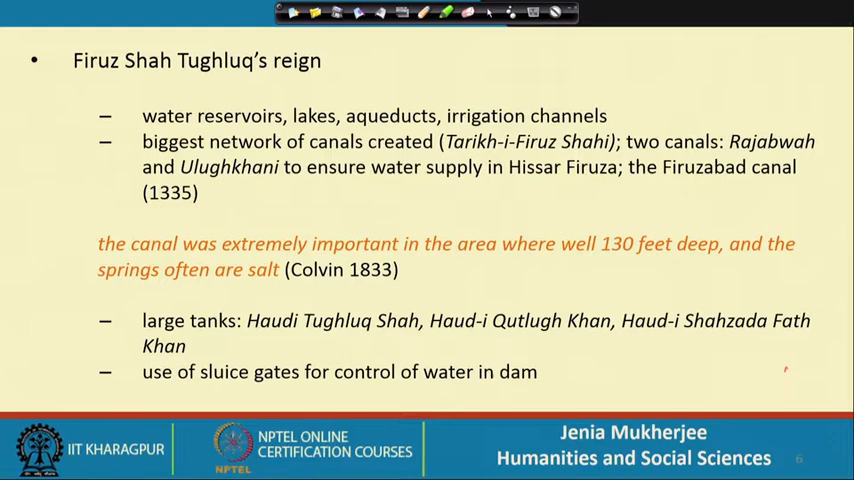 • Firuz Shah Tughluq's reign
– water reservoirs, lakes, aqueducts, irrigation channels
– biggest network of canals created (Tarikh-i-Firuz Shahi); two canals: Rajabwah
and Ulughkhani to ensure water supply in Hissar Firuza; the Firuzabad canal
(1335)
the canal was extremely important in the area where well 130 feet deep, and the
springs often are salt (Colvin 1833)
– large tanks: Haudi Tughluq Shah, Haud-i Qutlugh Khan, Haud-i Shahzada Fath
Khan
– use of sluice gates for control of water in dam
IIT KHARAGPUR
NPTEL
NPTEL ONLINE
CERTIFICATION COURSES
Jenia Mukherjee
Humanities and Social Sciences
6